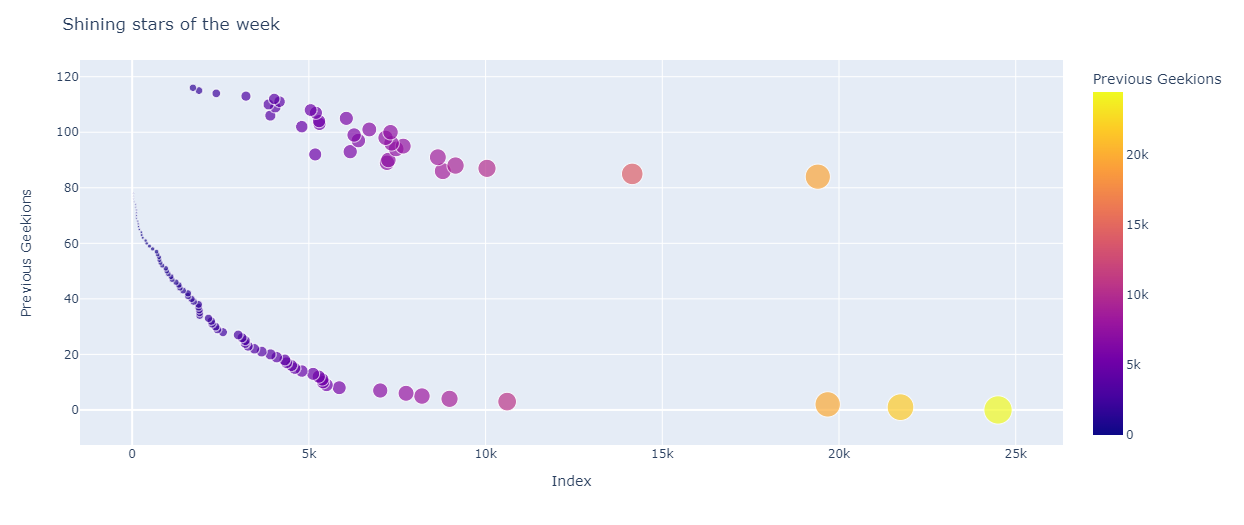 Shining stars of the week
Previous Geekions
120
100
80
60
40
20
0
Previous Geekions
0
5k
10k
15k
20k
25k
Index
20k
15k
10k
5k
0